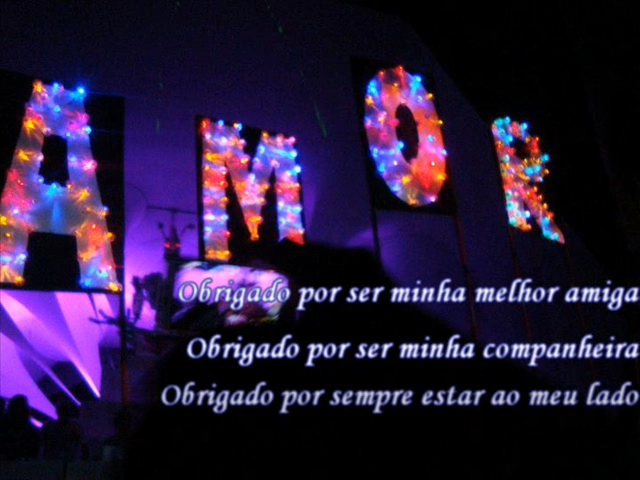 AMOR
Obrigado por ser minha melhor amiga
Obrigado por ser minha companheira
Obrigado por sempre estar ao meu lado